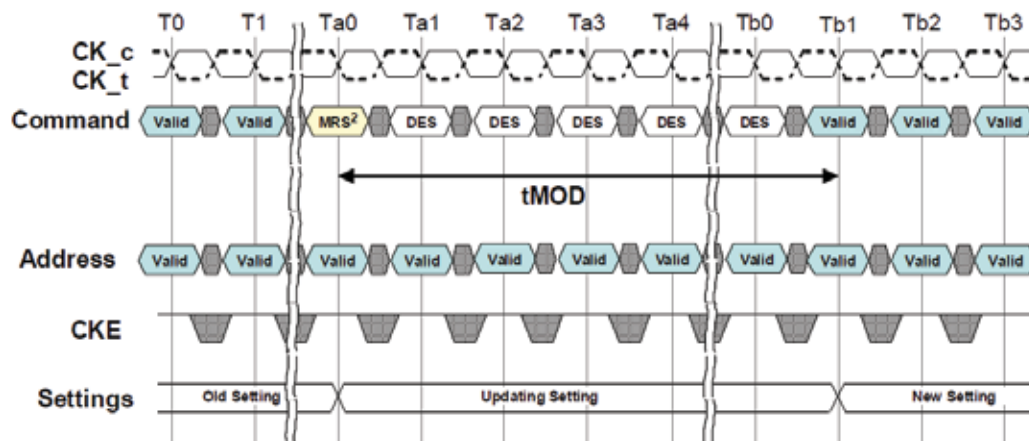 T0 T1 Ta0 Ta1 Ta2 Ta3 Ta4 Tb0 Tb1 Tb2 Tb3
CK_c
CK_t
Command Valid Valid MRS² DES DES DES DES DES Valid Valid Valid
tMOD
Address Valid Valid Valid Valid Valid Valid Valid Valid Valid Valid Valid
CKE
Settings Old Setting Updating Setting New Setting